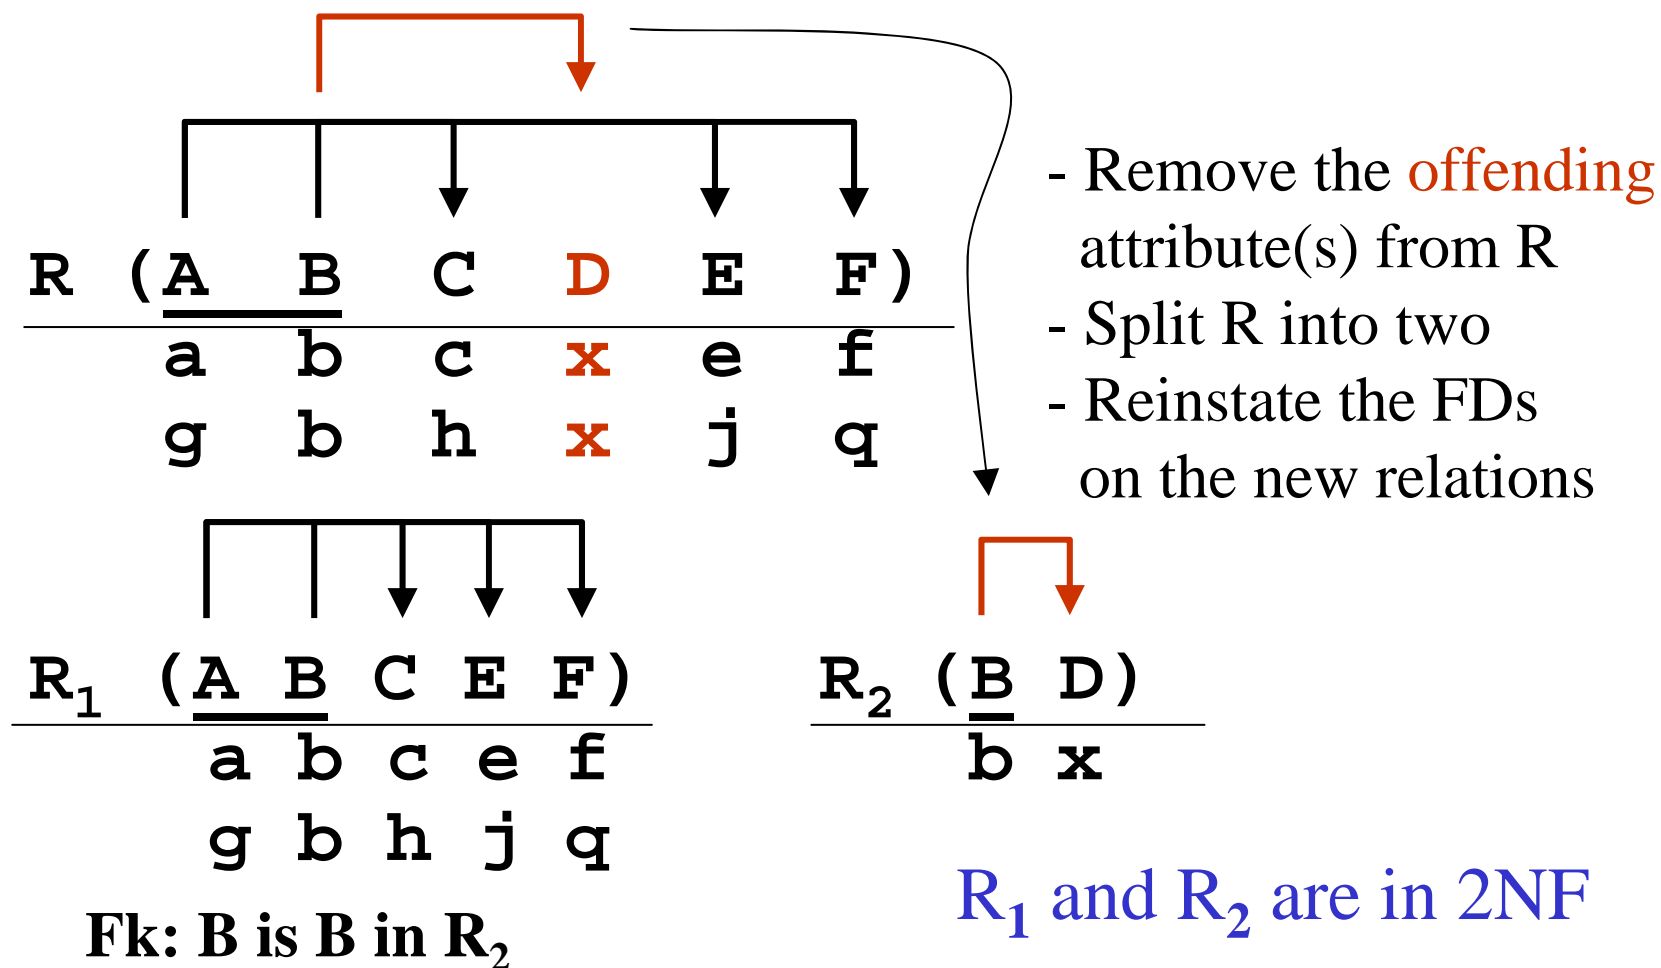 - Remove the offending
attribute(s) from R
- Split R into two
- Reinstate the FDs
on the new relations
R (A B C D E F)
a b c x e f
g b h x j q
R₁ (A B C E F)
a b c e f
g b h j q
Fk: B is B in R₂
R₂ (B D)
b x
R₁ and R₂ are in 2NF